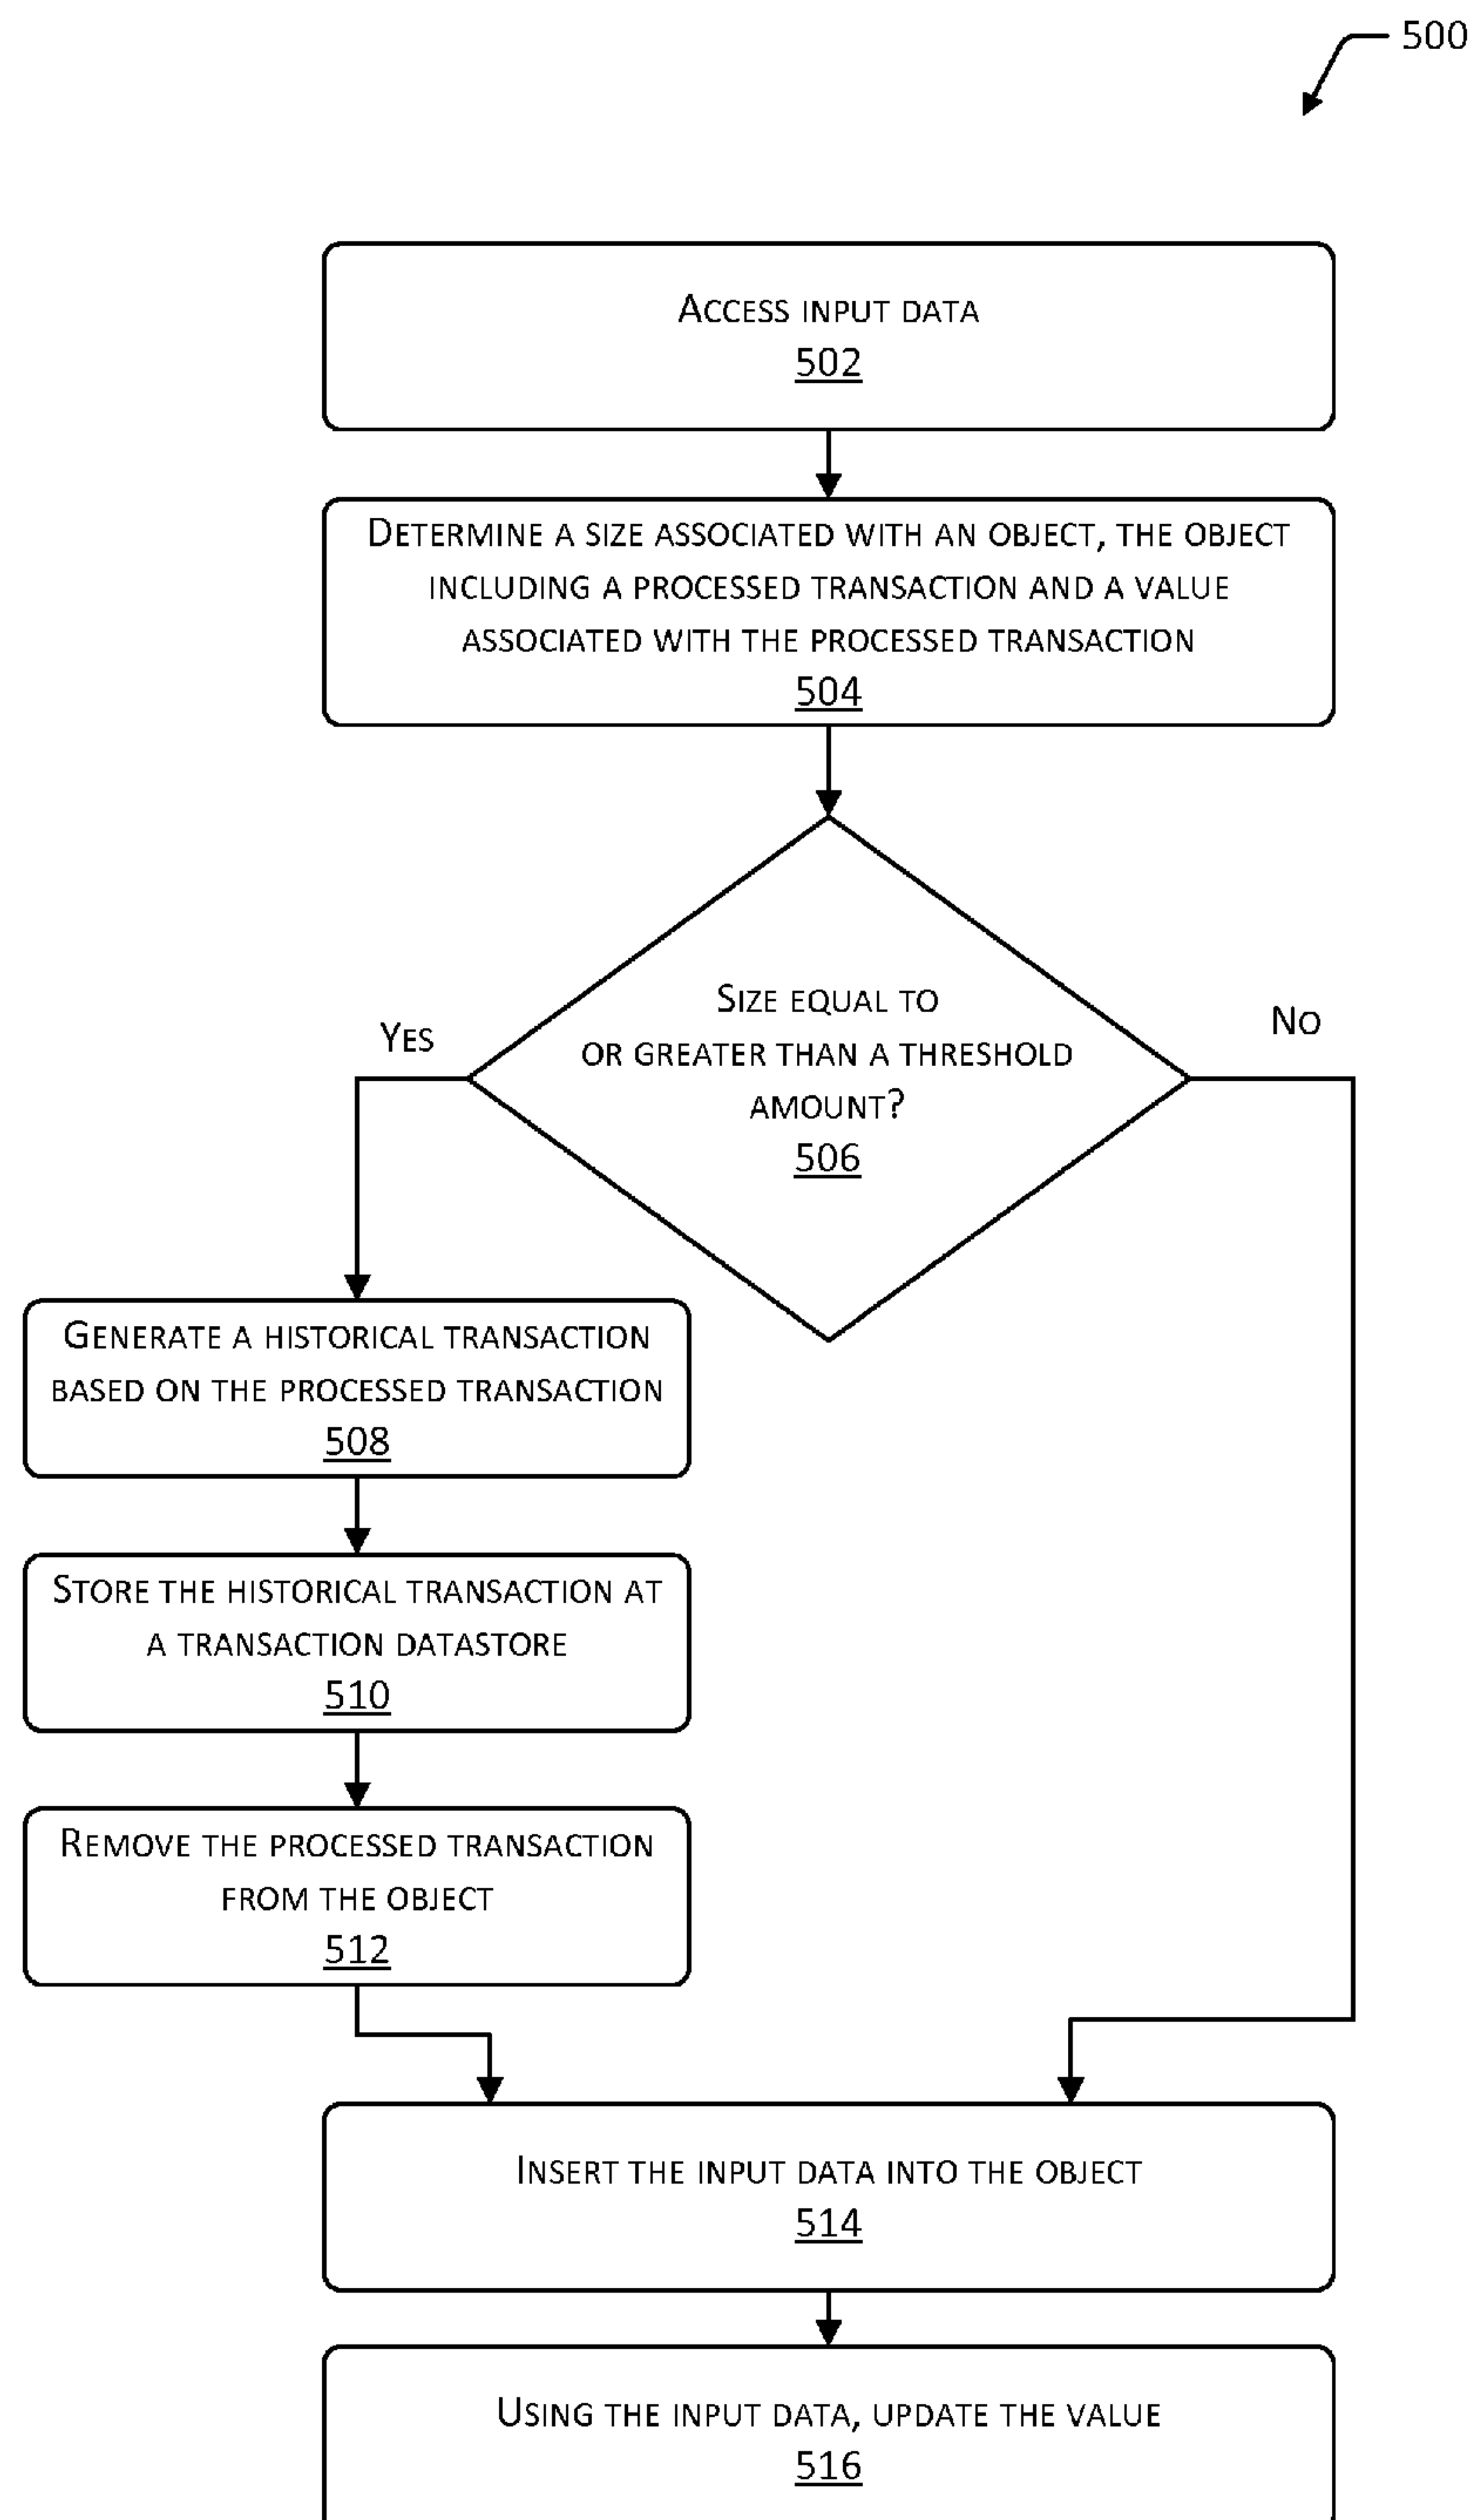 500
Access input data
502
Determine a size associated with an object, the object
including a processed transaction and a value
associated with the processed transaction
504
Size equal to
or greater than a threshold
amount?
506
Yes
No
Generate a historical transaction
based on the processed transaction
508
Store the historical transaction at
a transaction datastore
510
Remove the processed transaction
from the object
512
Insert the input data into the object
514
Using the input data, update the value
516